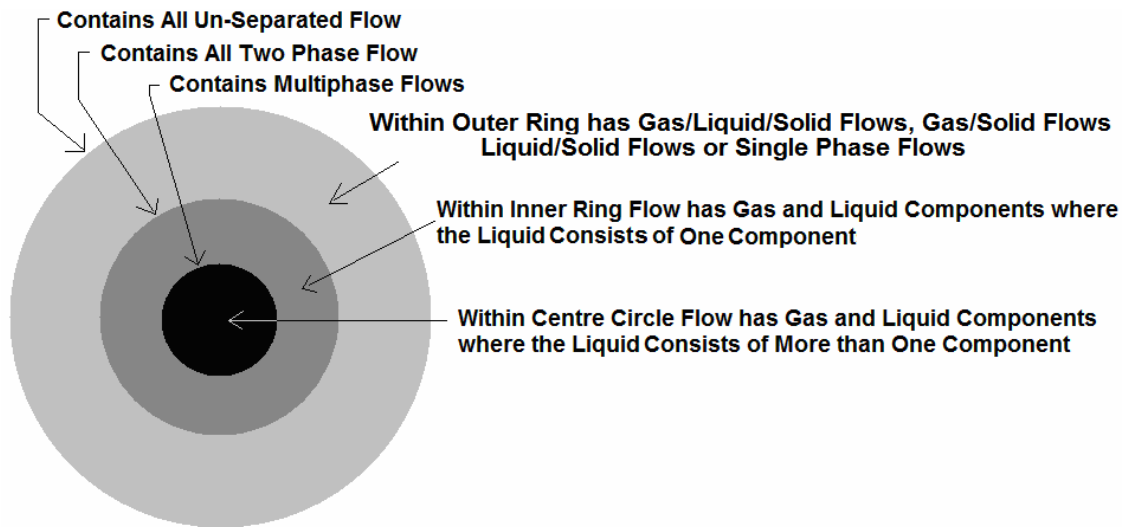 Contains All Un-Separated Flow
Contains All Two Phase Flow
Contains Multiphase Flows
Within Outer Ring has Gas/Liquid/Solid Flows, Gas/Solid Flows
Liquid/Solid Flows or Single Phase Flows
Within Inner Ring Flow has Gas and Liquid Components where
the Liquid Consists of One Component
Within Centre Circle Flow has Gas and Liquid Components
where the Liquid Consists of More than One Component